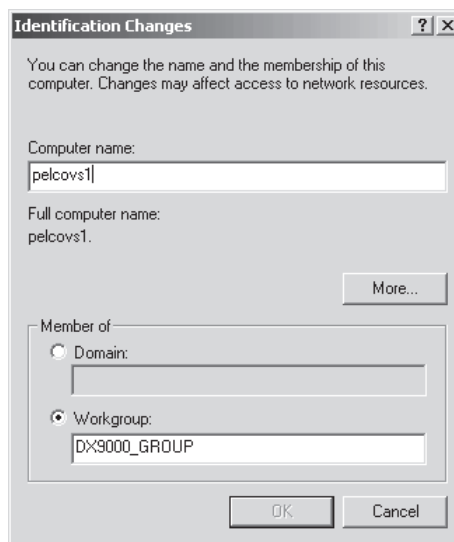 Identification Changes
You can change the name and the membership of this
computer. Changes may affect access to network resources.
Computer name:
pelcovs1
Full computer name:
pelcovs1.
More...
Member of
Domain:
Workgroup:
DX9000_GROUP
OK
Cancel